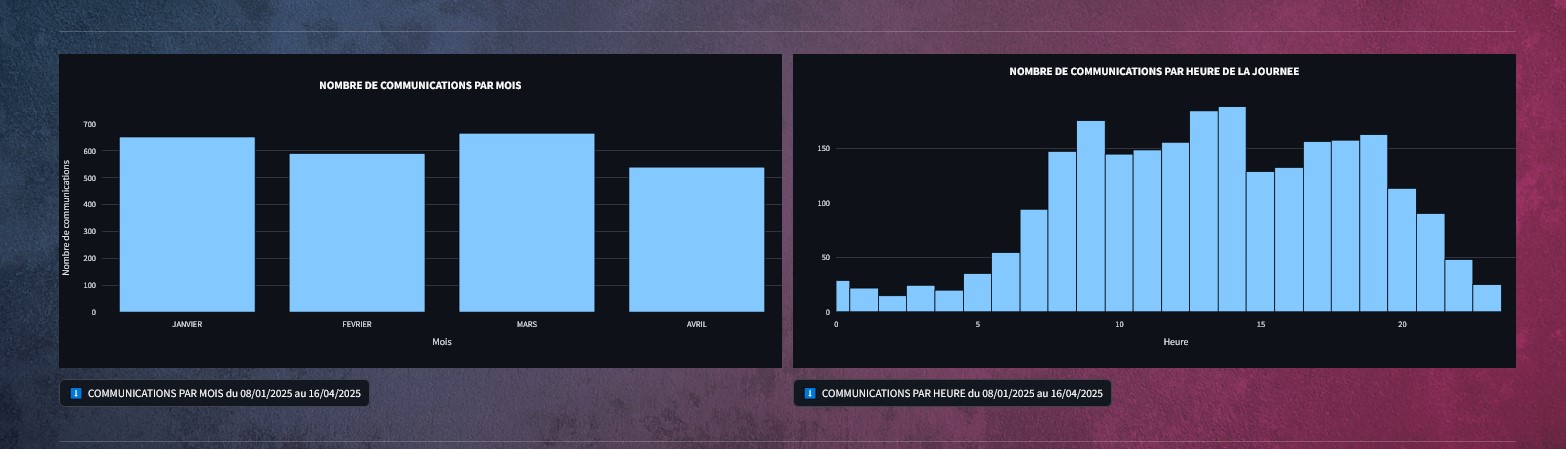 NOMBRE DE COMMUNICATIONS PAR MOIS
Nombre de communications
700
600
500
400
300
200
100
0
JANVIER FEVRIER MARS AVRIL
Mois
COMMUNICATIONS PAR MOIS du 08/01/2025 au 16/04/2025
NOMBRE DE COMMUNICATIONS PAR HEURE DE LA JOURNEE
150
100
50
0
0 5 10 15 20
Heure
COMMUNICATIONS PAR HEURE du 08/01/2025 au 16/04/2025